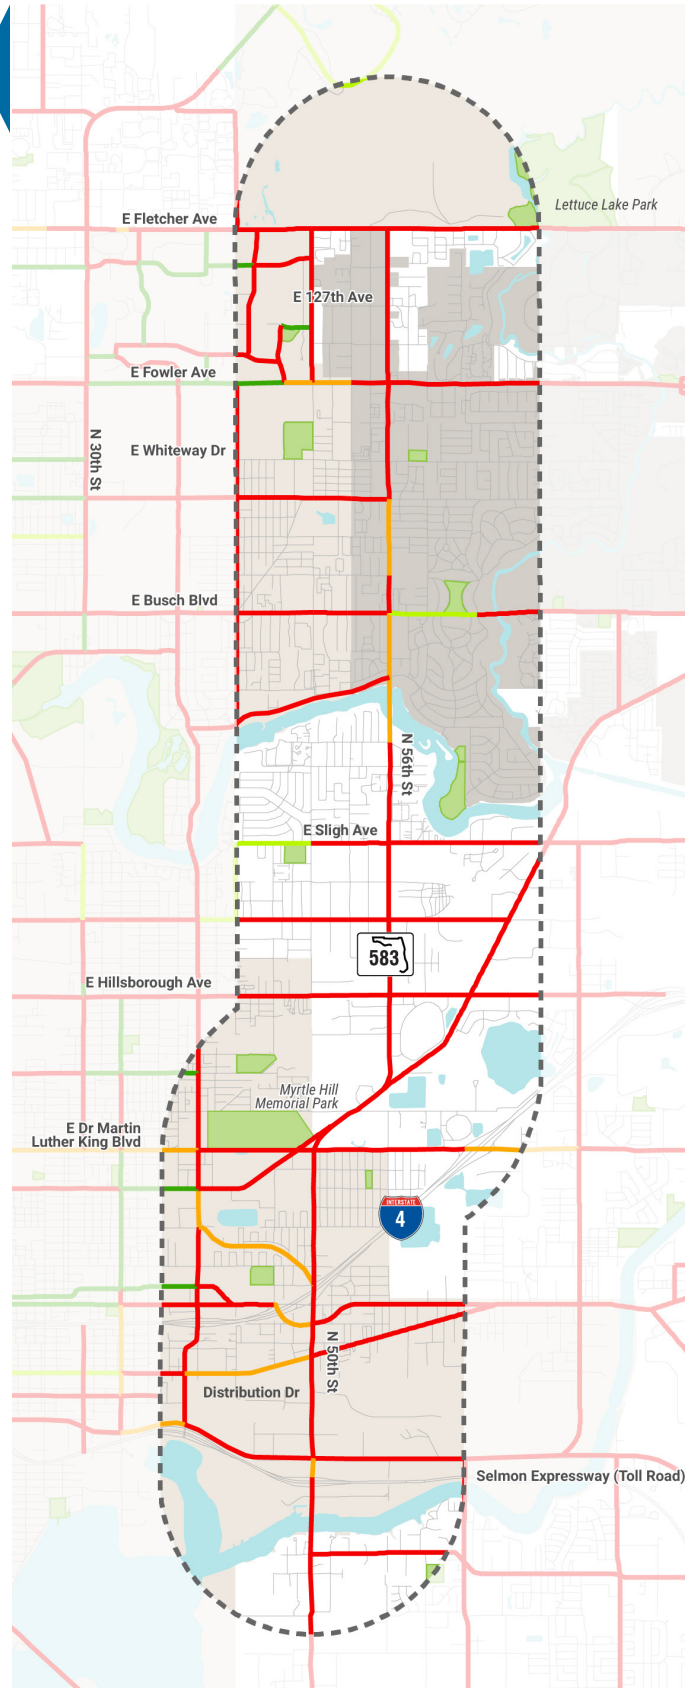 Lettuce Lake Park
E Fletcher Ave
E 127th Ave
E Fowler Ave
N 30th St
E Whiteway Dr
E Busch Blvd
N 56th St
E Sligh Ave
583
E Hillsborough Ave
Myrtle Hill
Memorial Park
E Dr Martin
Luther King Blvd
INTERSTATE
4
N 50th St
Distribution Dr
Selmon Expressway (Toll Road)